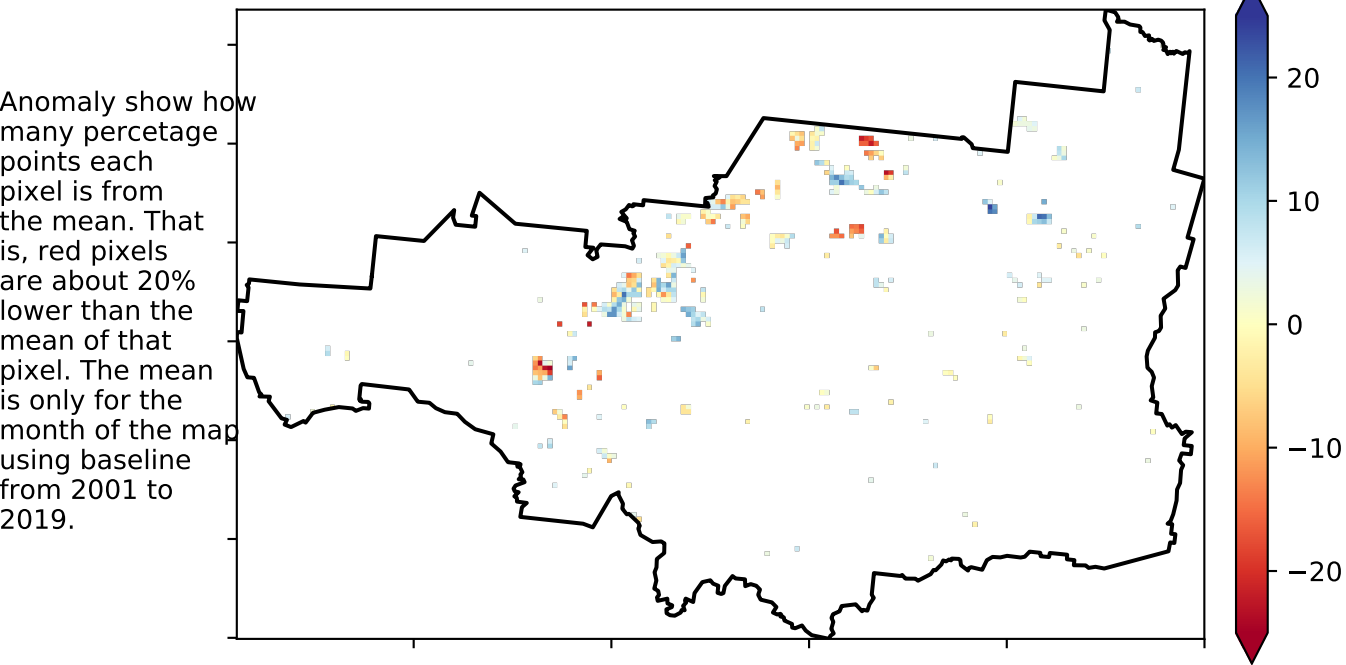 Anomaly show how
many percetage
points each
pixel is from
the mean. That
is, red pixels
are about 20%
lower than the
mean of that
pixel. The mean
is only for the
month of the map
using baseline
from 2001 to
2019.
20
10
0
−10
−20